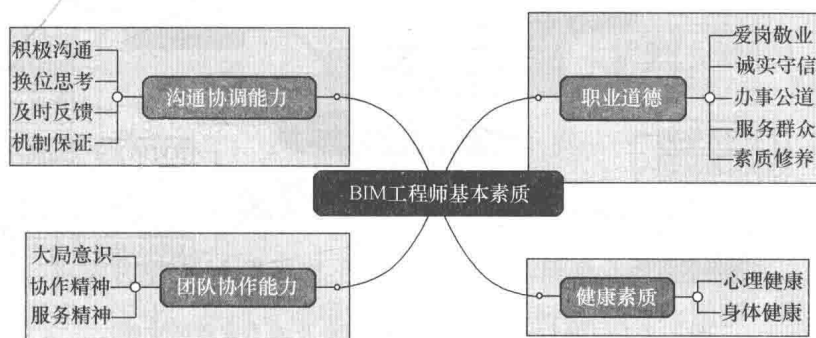 积极沟通
换位思考
及时反馈
机制保证
沟通协调能力
职业道德
爱岗敬业
诚实守信
办事公道
服务群众
素质修养
BIM工程师基本素质
大局意识
协作精神
服务精神
团队协作能力
健康素质
心理健康
身体健康